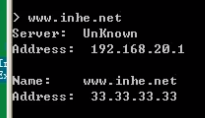 > www.inhe.net
Server:  UnKnown
Address:  192.168.20.1
Name:    www.inhe.net
Address:  33.33.33.33